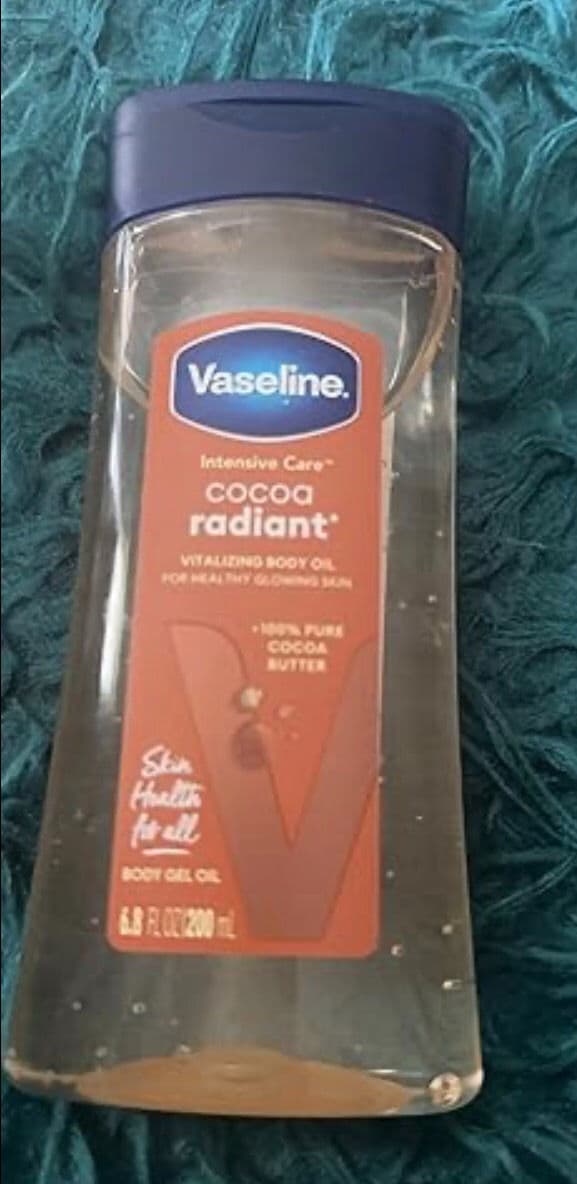 Vaseline.
Intensive Care™
cocoa
radiant*
VITALIZING BODY OIL
FOR HEALTHY GLOWING SKIN
+100% PURE
COCOA
BUTTER
Skin
Health
for all
BODY GEL OIL
6.8 FL OZ|200 mL